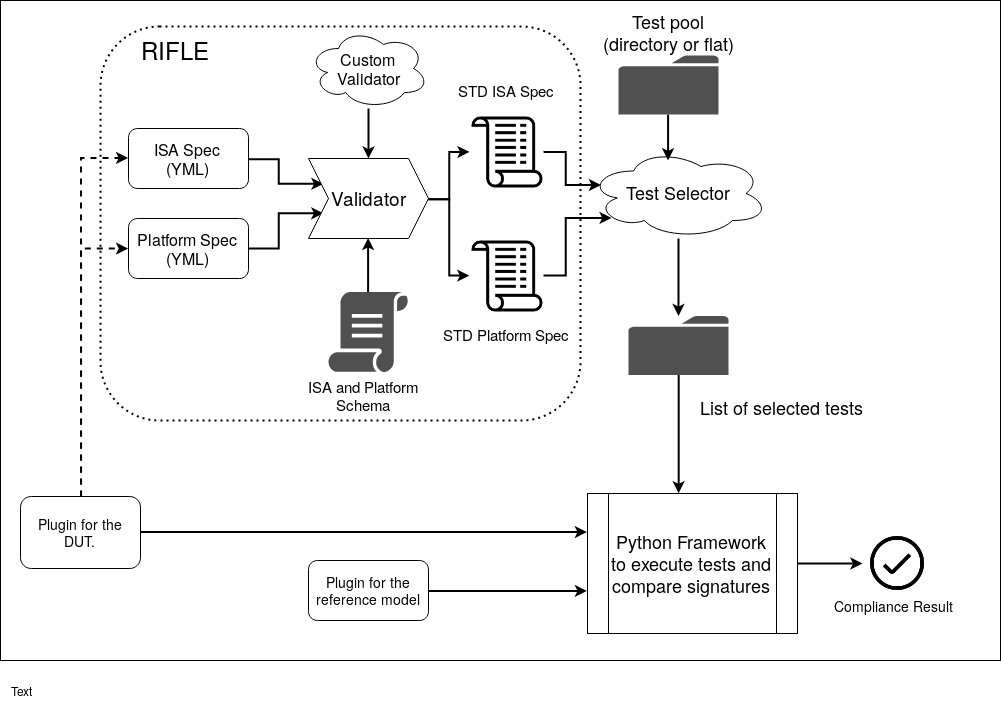 Test pool
(directory or flat)
RIFLE
Custom
Validator
STD ISA Spec
ISA Spec
(YML)
Validator
Test Selector
Platform Spec
(YML)
STD Platform Spec
ISA and Platform
Schema
List of selected tests
Plugin for the
DUT.
Python Framework
to execute tests and
compare signatures
Plugin for the
reference model
Compliance Result
Text